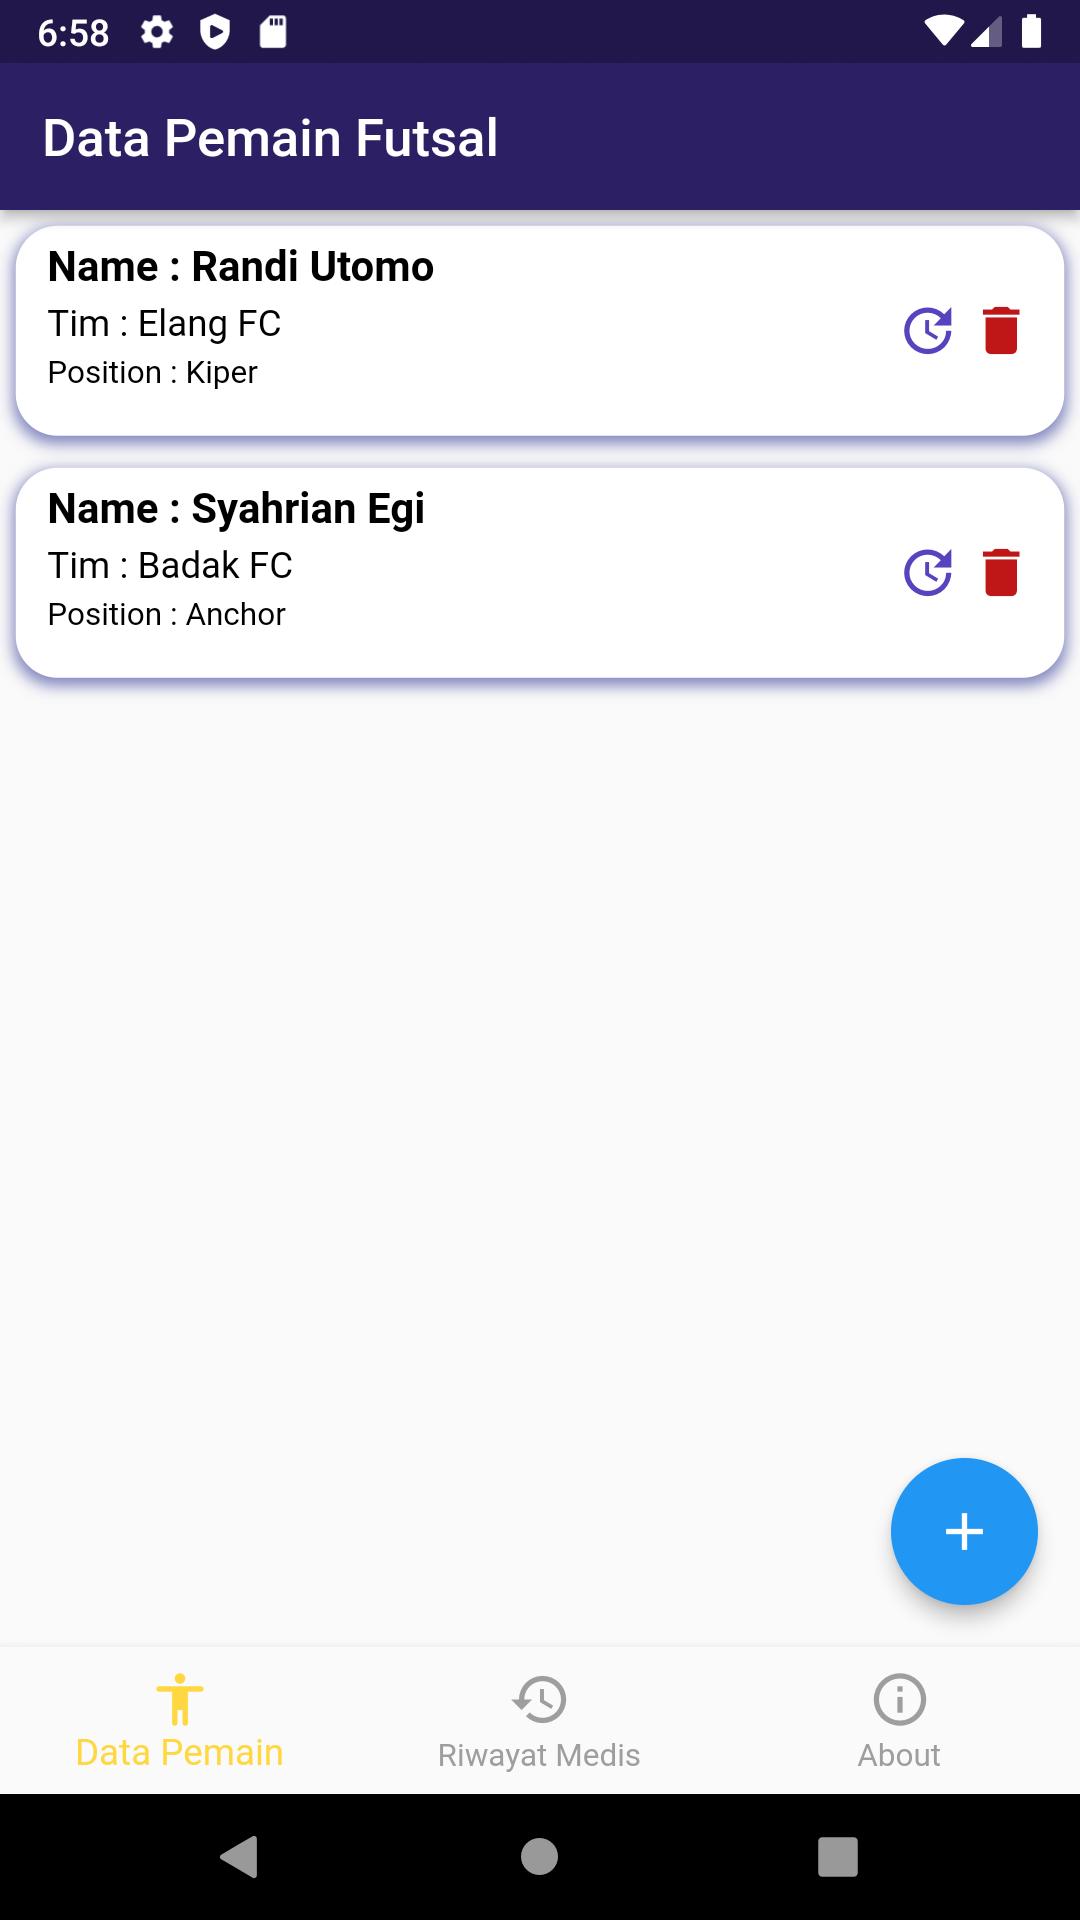 6:58
Data Pemain Futsal
Name : Randi Utomo
Tim : Elang FC
Position : Kiper
Name : Syahrian Egi
Tim : Badak FC
Position : Anchor
Data Pemain
Riwayat Medis
About